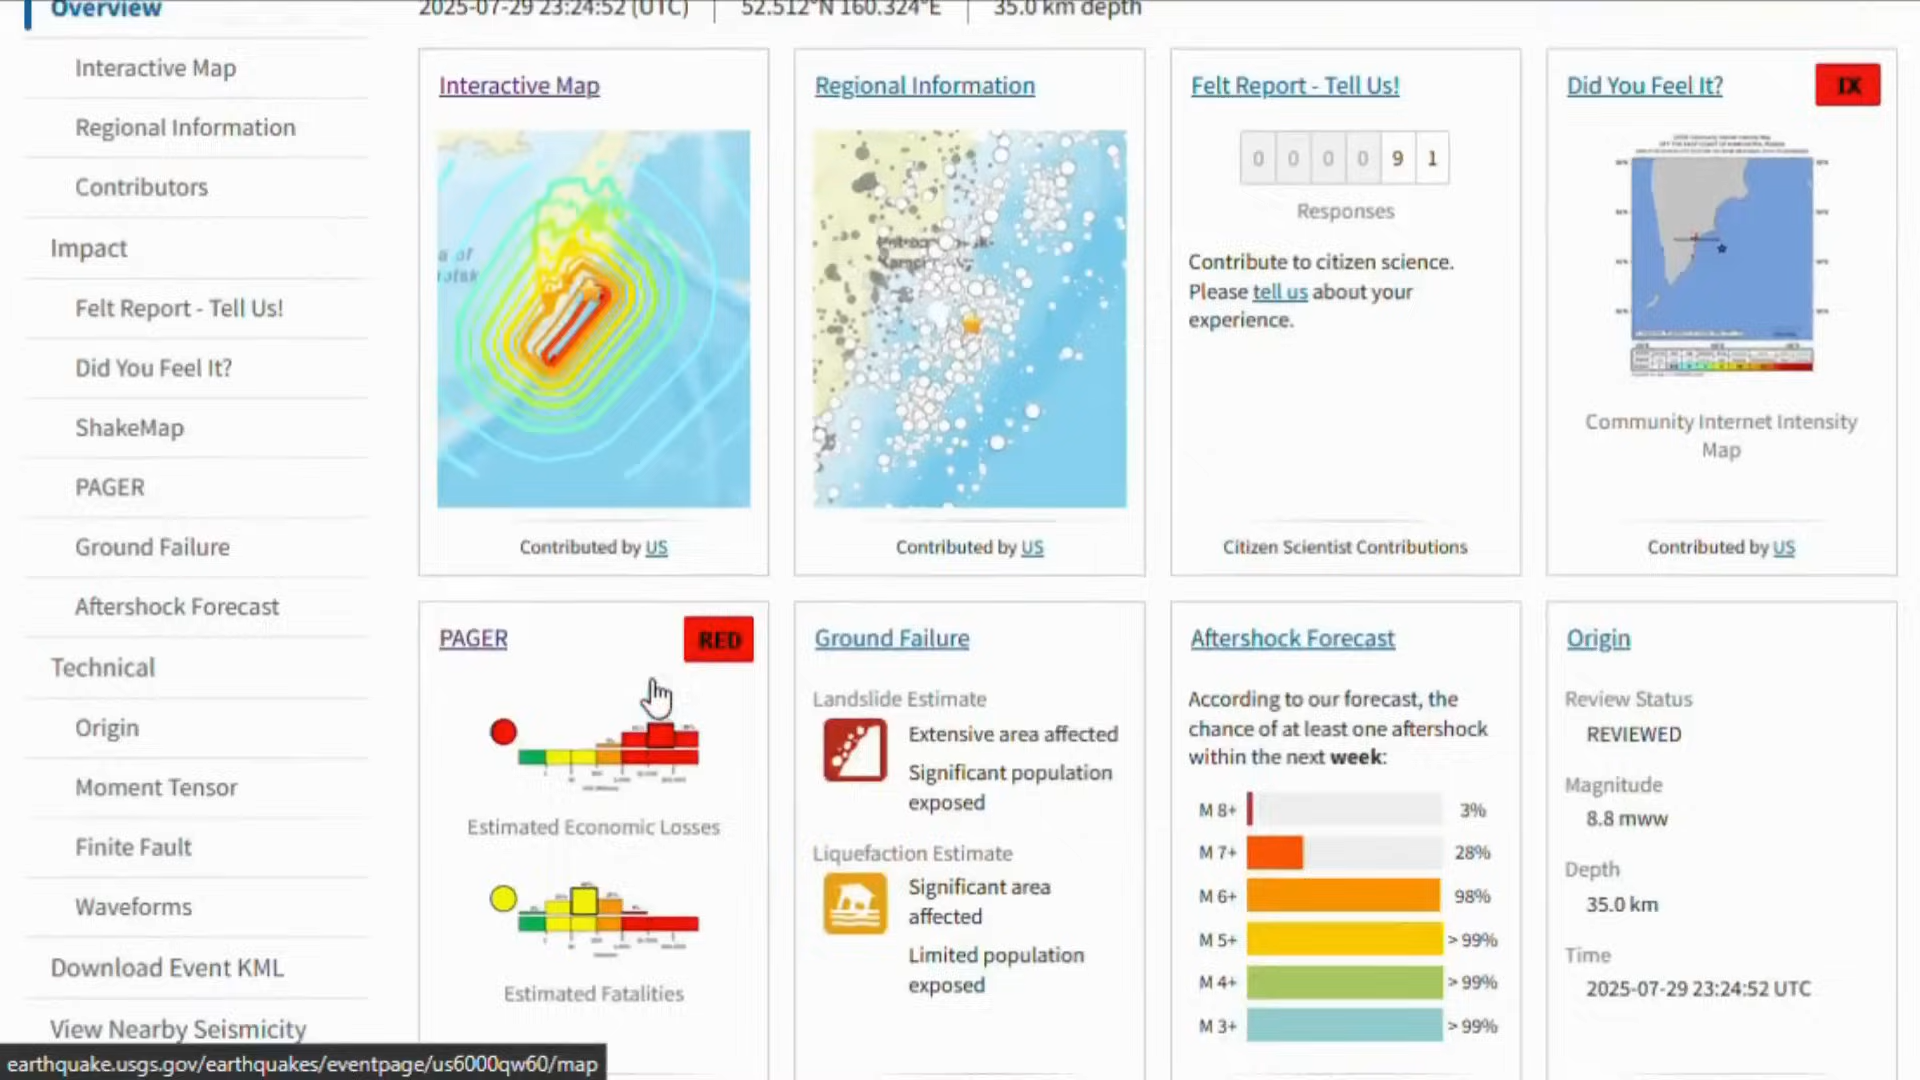 Overview
2025-07-29 23:24:52 (UTC)
52.512°N 160.324°E
35.0 km depth
Interactive Map
Regional Information
Contributors
Impact
Felt Report - Tell Us!
Did You Feel It?
ShakeMap
PAGER
Ground Failure
Aftershock Forecast
Technical
Origin
Moment Tensor
Finite Fault
Waveforms
Download Event KML
View Nearby Seismicity
Interactive Map
Contributed by US
Regional Information
Contributed by US
Felt Report - Tell Us!
0 0 0 0 9 1
Responses
Contribute to citizen science.
Please tell us about your
experience.
Citizen Scientist Contributions
Did You Feel It?
IX
Community Internet Intensity
Map
Contributed by US
PAGER
RED
Estimated Economic Losses
Estimated Fatalities
Ground Failure
Landslide Estimate
Extensive area affected
Significant population
exposed
Liquefaction Estimate
Significant area
affected
Limited population
exposed
Aftershock Forecast
According to our forecast, the
chance of at least one aftershock
within the next week:
M 8+ 3%
M 7+ 28%
M 6+ 98%
M 5+ > 99%
M 4+ > 99%
M 3+ > 99%
Origin
Review Status
REVIEWED
Magnitude
8.8 mww
Depth
35.0 km
Time
2025-07-29 23:24:52 UTC
earthquake.usgs.gov/earthquakes/eventpage/us6000qw60/map